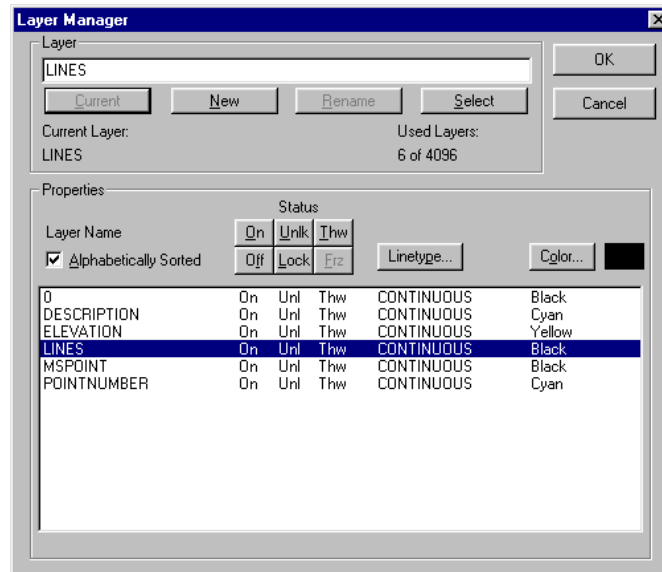 Layer Manager
Layer
LINES
OK
Current New Rename Select
Cancel
Current Layer: Used Layers:
LINES 6 of 4096
Properties
Status
Layer Name On Unlk Thw
Alphabetically Sorted Off Lock Frz Linetype... Color...
0 On Unl Thw CONTINUOUS Black
DESCRIPTION On Unl Thw CONTINUOUS Cyan
ELEVATION On Unl Thw CONTINUOUS Yellow
LINES On Unl Thw CONTINUOUS Black
MSPOINT On Unl Thw CONTINUOUS Black
POINTNUMBER On Unl Thw CONTINUOUS Cyan